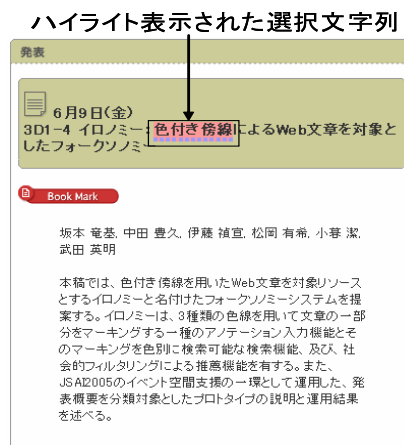 ハイライト表示された選択文字列
発表
6月9日(金)
3D1-4 イロノミー:色付き傍線によるWeb文章を対象と
したフォークソノミー
Book Mark
坂本 竜基, 中田 豊久, 伊藤 禎宣, 松岡 有希, 小暮 潔,
武田 英明
本稿では、色付き傍線を用いたWeb文章を対象リソース
とするイロノミーと名付けたフォークソノミーシステムを提
案する。イロノミーは、3種類の色線を用いて文章の一部
分をマーキングする一種のアノテーション入力機能とそ
のマーキングを色別に検索可能な検索機能、及び、社
会的フィルタリングによる推薦機能を有する。また、
JSAI2005のイベント空間支援の一環として運用した、発
表概要を分類対象としたプロトタイプの説明と運用結果
を述べる。